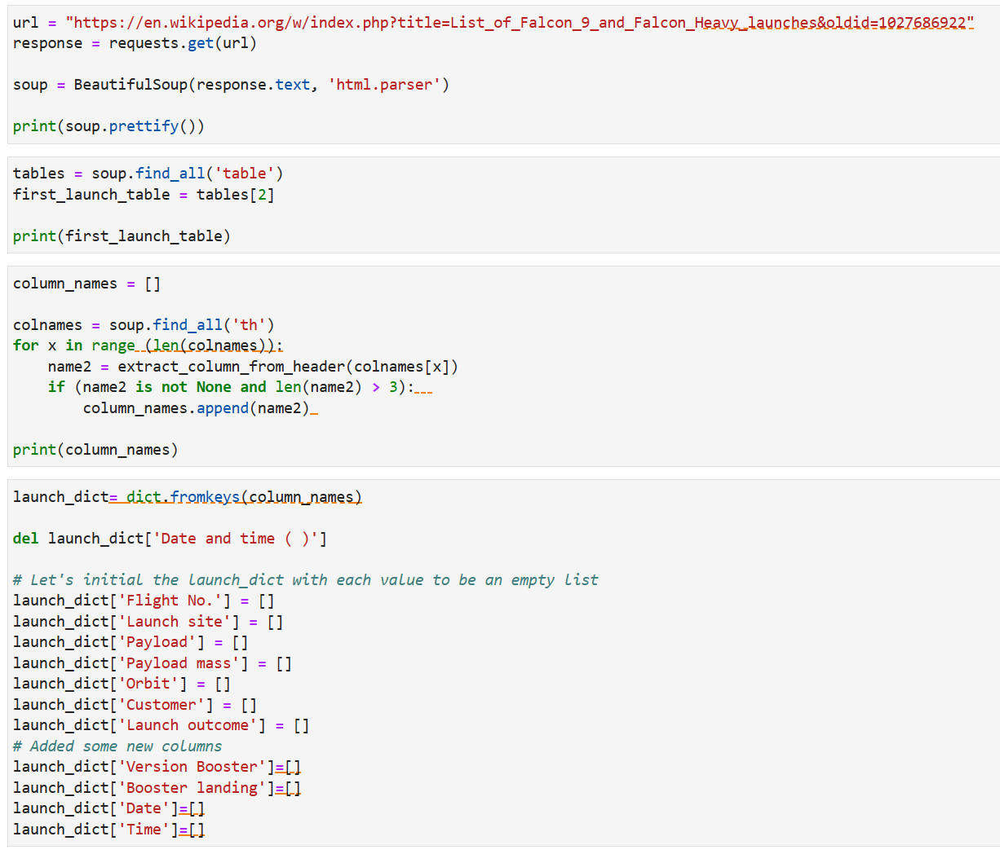 url = "https://en.wikipedia.org/w/index.php?title=List_of_Falcon_9_and_Falcon_Heavy_launches&oldid=1027686922"
response = requests.get(url)

soup = BeautifulSoup(response.text, 'html.parser')

print(soup.prettify())

tables = soup.find_all('table')
first_launch_table = tables[2]

print(first_launch_table)

column_names = []

colnames = soup.find_all('th')
for x in range (len(colnames)):
    name2 = extract_column_from_header(colnames[x])
    if (name2 is not None and len(name2) > 3):
        column_names.append(name2)

print(column_names)

launch_dict= dict.fromkeys(column_names)

del launch_dict['Date and time ( )']

# Let's initial the launch_dict with each value to be an empty list
launch_dict['Flight No.'] = []
launch_dict['Launch site'] = []
launch_dict['Payload'] = []
launch_dict['Payload mass'] = []
launch_dict['Orbit'] = []
launch_dict['Customer'] = []
launch_dict['Launch outcome'] = []
# Added some new columns
launch_dict['Version Booster']=[]
launch_dict['Booster landing']=[]
launch_dict['Date']=[]
launch_dict['Time']=[]